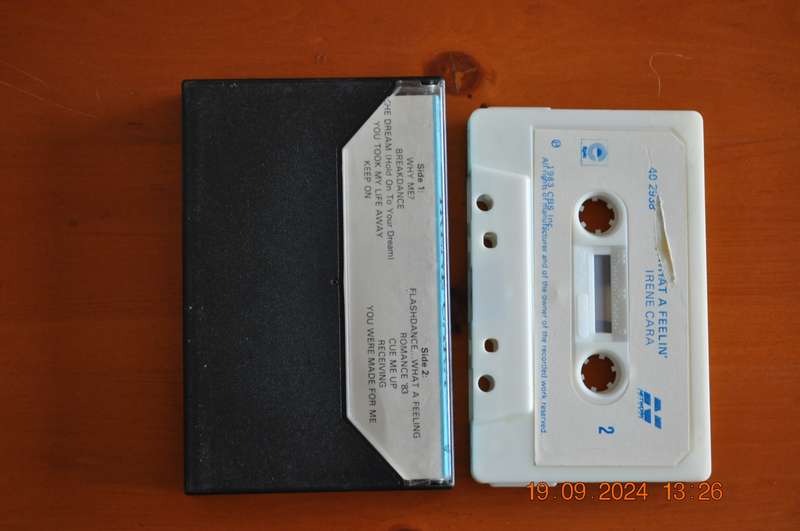 Side 1:
WHY ME?
BREAKDANCE
THE DREAM (Hold On To Your Dream)
YOU TOOK MY LIFE AWAY
KEEP ON
Side 2:
FLASHDANCE... WHAT A FEELING
ROMANCE '83
CUE ME UP
RECEIVING
YOU WERE MADE FOR ME
40 2938
WHAT A FEELIN'
IRENE CARA
2
℗ 1983 CBS Inc.
All rights of manufacturer and of the owner of the recorded work reserved
19.09.2024 13:26